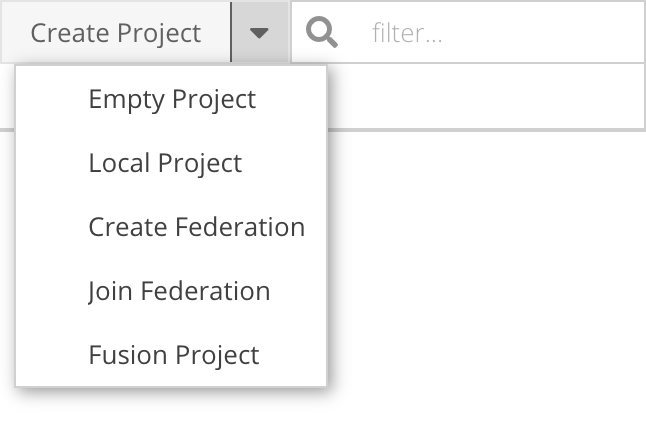 Create Project
filter...
Empty Project
Local Project
Create Federation
Join Federation
Fusion Project